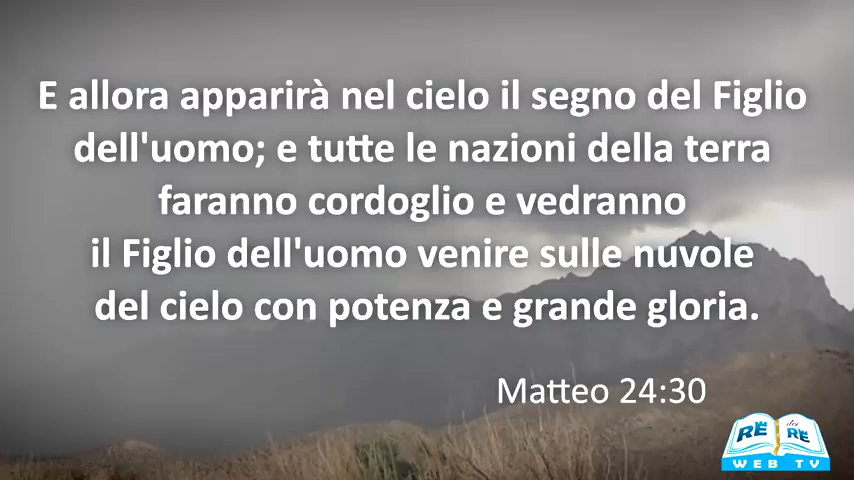 E allora apparirà nel cielo il segno del Figlio
dell'uomo; e tutte le nazioni della terra
faranno cordoglio e vedranno
il Figlio dell'uomo venire sulle nuvole
del cielo con potenza e grande gloria.
Matteo 24:30
RE dei RE
WEB TV